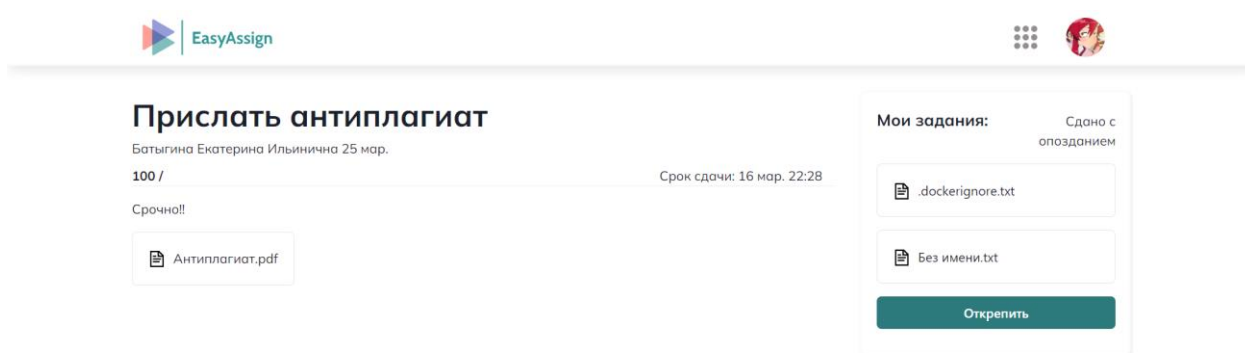 EasyAssign
Прислать антиплагиат
Батыгина Екатерина Ильинична 25 мар.
100 /
Срок сдачи: 16 мар. 22:28
Срочно!!
Антиплагиат.pdf
Мои задания:
Сдано с
опозданием
.dockerignore.txt
Без имени.txt
Открепить